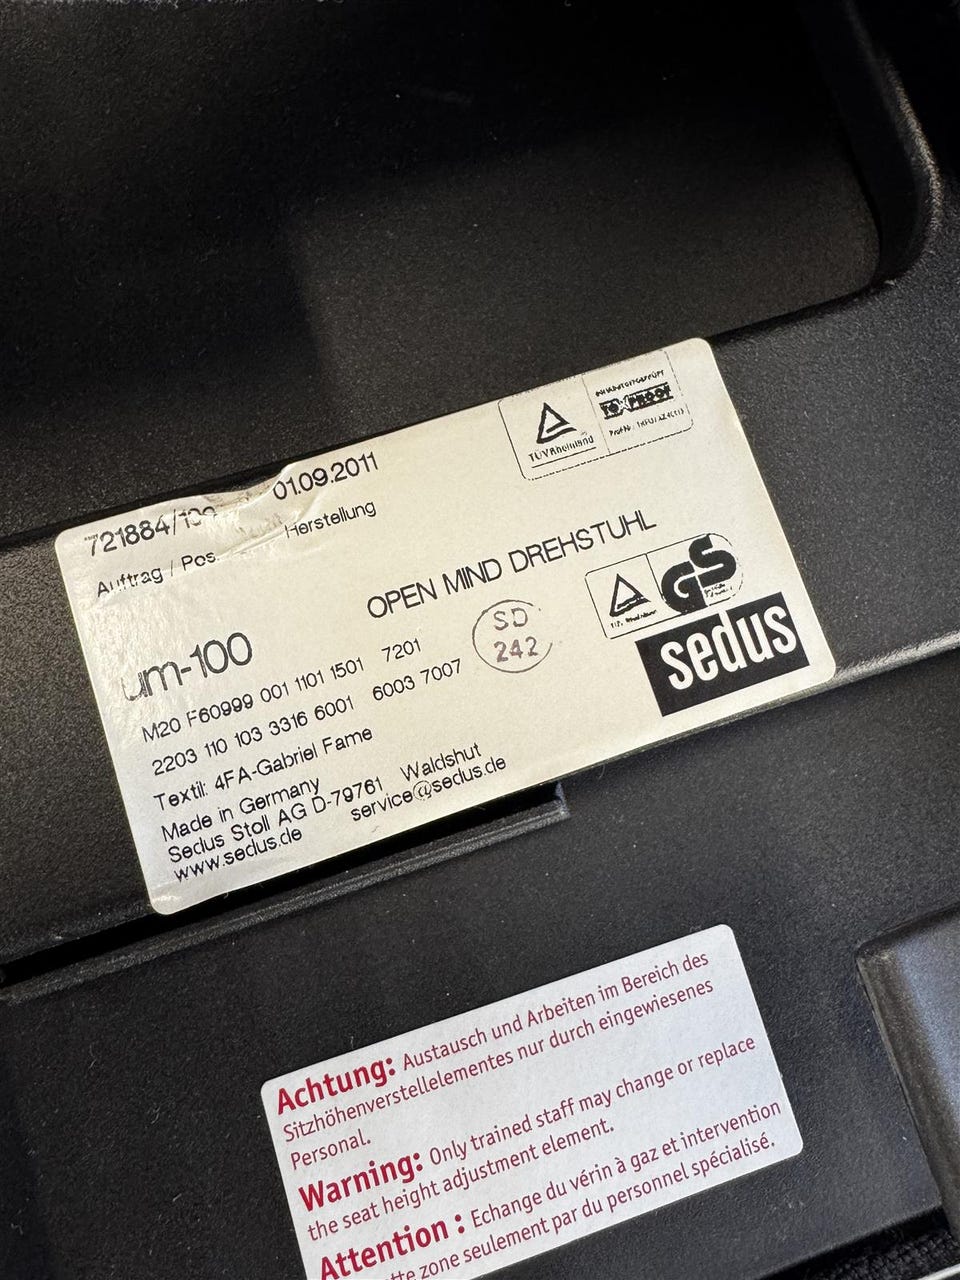 721884/100 01.09.2011
Auftrag / Pos. Herstellung
TÜVRheinland
TOXPROOF
um-100 OPEN MIND DREHSTUHL
M20 F60999 001 1101 1501 7201
2203 110 103 3316 6001 6003 7007
SD
242
GS
sedus
Textil: 4FA-Gabriel Fame
Made in Germany
Sedus Stoll AG D-79761 Waldshut
www.sedus.de service@sedus.de
Achtung: Austausch und Arbeiten im Bereich des
Sitzhöhenverstellelementes nur durch eingewiesenes
Personal.
Warning: Only trained staff may change or replace
the seat height adjustment element.
Attention : Echange du vérin à gaz et intervention
zone seulement par du personnel spécialisé.